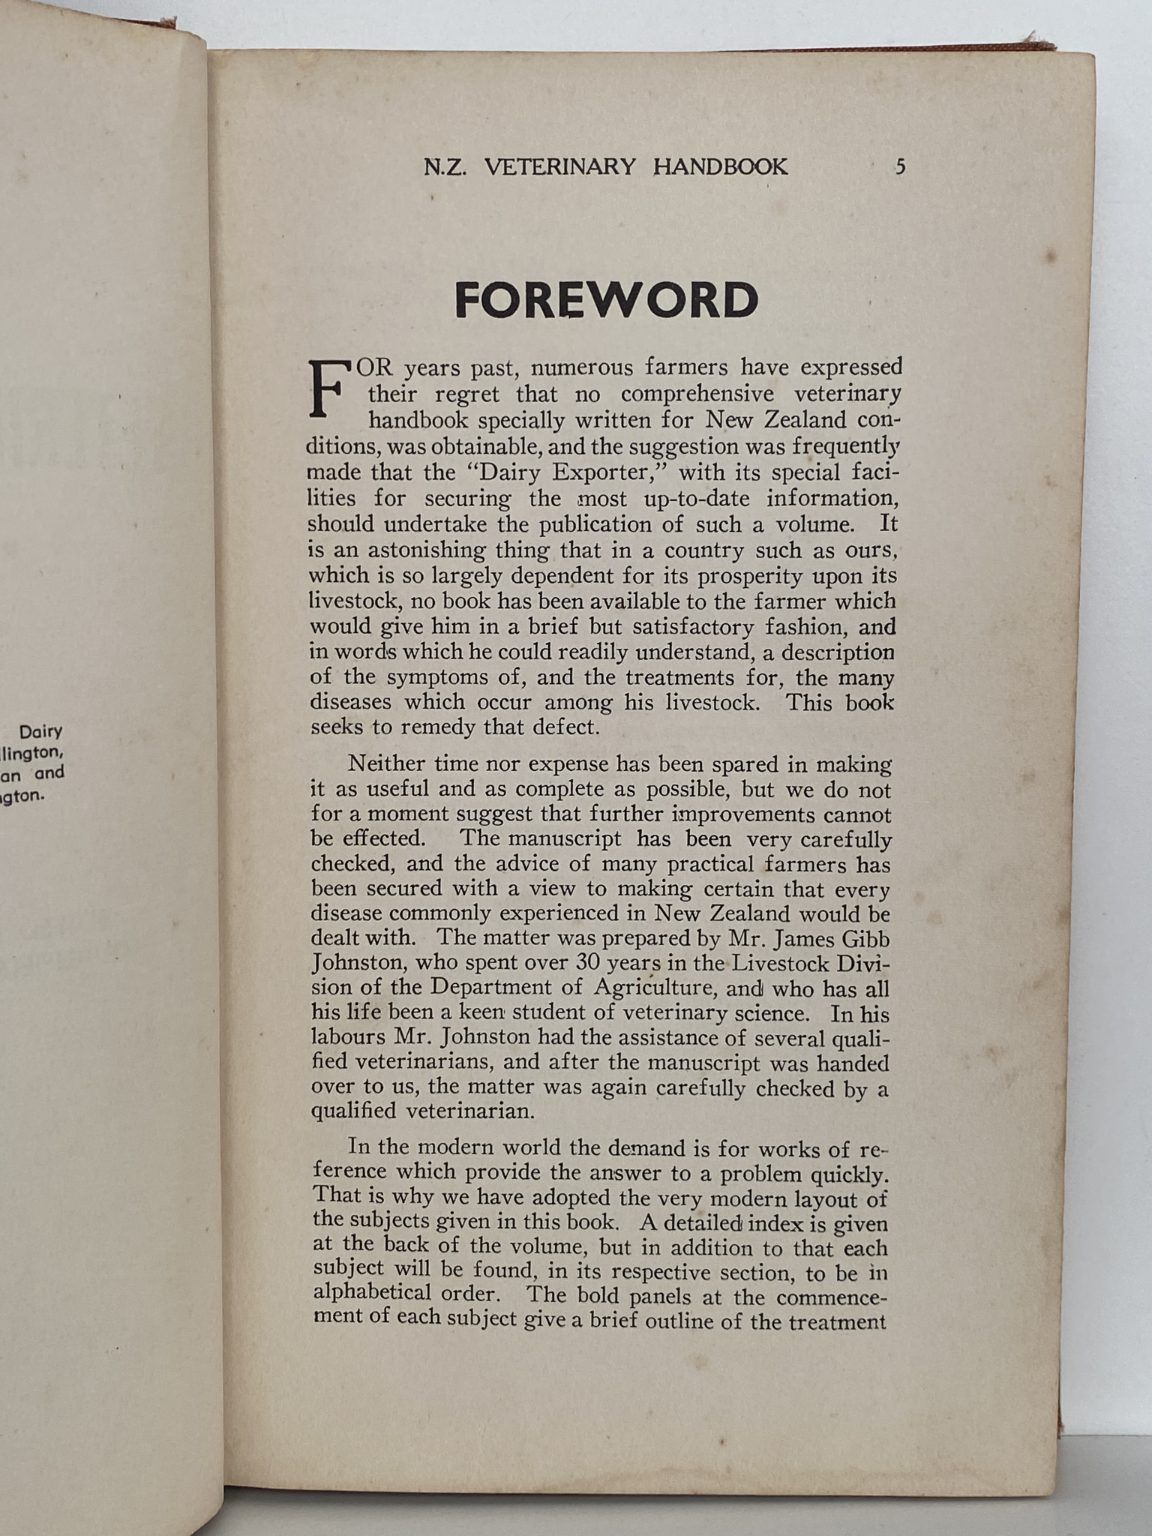 Dairy
llington,
an and
gton.
N.Z. VETERINARY HANDBOOK 5
FOREWORD
FOR years past, numerous farmers have expressed
their regret that no comprehensive veterinary
handbook specially written for New Zealand con-
ditions, was obtainable, and the suggestion was frequently
made that the “Dairy Exporter,” with its special faci-
lities for securing the most up-to-date information,
should undertake the publication of such a volume. It
is an astonishing thing that in a country such as ours,
which is so largely dependent for its prosperity upon its
livestock, no book has been available to the farmer which
would give him in a brief but satisfactory fashion, and
in words which he could readily understand, a description
of the symptoms of, and the treatments for, the many
diseases which occur among his livestock. This book
seeks to remedy that defect.
Neither time nor expense has been spared in making
it as useful and as complete as possible, but we do not
for a moment suggest that further improvements cannot
be effected. The manuscript has been very carefully
checked, and the advice of many practical farmers has
been secured with a view to making certain that every
disease commonly experienced in New Zealand would be
dealt with. The matter was prepared by Mr. James Gibb
Johnston, who spent over 30 years in the Livestock Divi-
sion of the Department of Agriculture, and who has all
his life been a keen student of veterinary science. In his
labours Mr. Johnston had the assistance of several quali-
fied veterinarians, and after the manuscript was handed
over to us, the matter was again carefully checked by a
qualified veterinarian.
In the modern world the demand is for works of re-
ference which provide the answer to a problem quickly.
That is why we have adopted the very modern layout of
the subjects given in this book. A detailed index is given
at the back of the volume, but in addition to that each
subject will be found, in its respective section, to be in
alphabetical order. The bold panels at the commence-
ment of each subject give a brief outline of the treatment